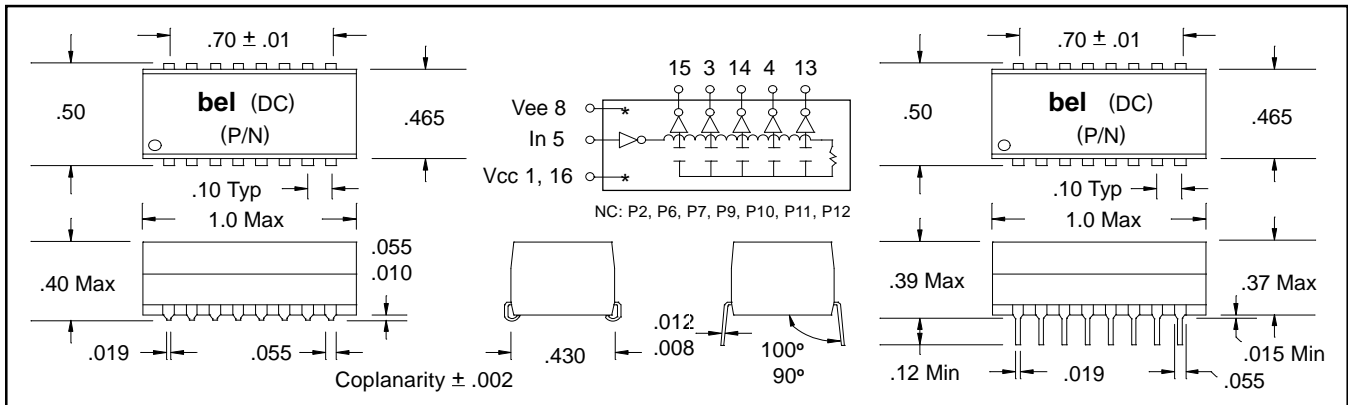 .70 ± .01
.50
bel (DC)
(P/N)
.465
.10 Typ
1.0 Max
.40 Max
.055
.010
.019
.055
Coplanarity ± .002
15 3 14 4 13
Vee 8
*
In 5
Vcc 1, 16
*
NC: P2, P6, P7, P9, P10, P11, P12
.430
.012
.008
100°
90°
.70 ± .01
.50
bel (DC)
(P/N)
.465
.10 Typ
1.0 Max
.39 Max
.37 Max
.12 Min
.019
.015 Min
.055